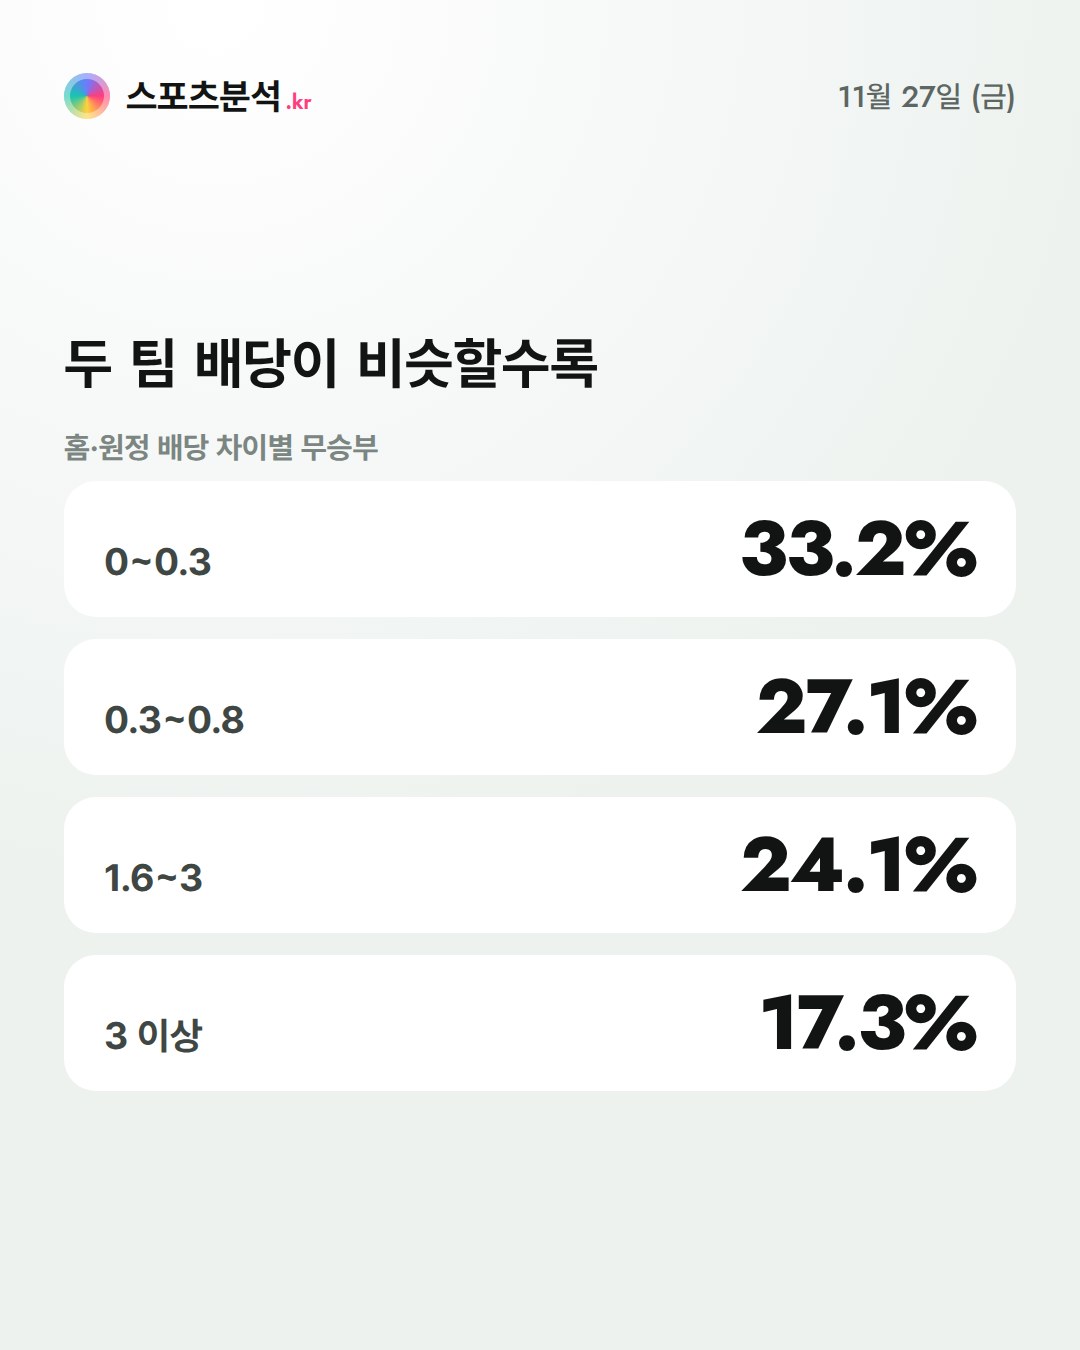 스포츠분석.kr
11월 27일 (금)
두 팀 배당이 비슷할수록
홈·원정 배당 차이별 무승부
0~0.3
33.2%
0.3~0.8
27.1%
1.6~3
24.1%
3 이상
17.3%